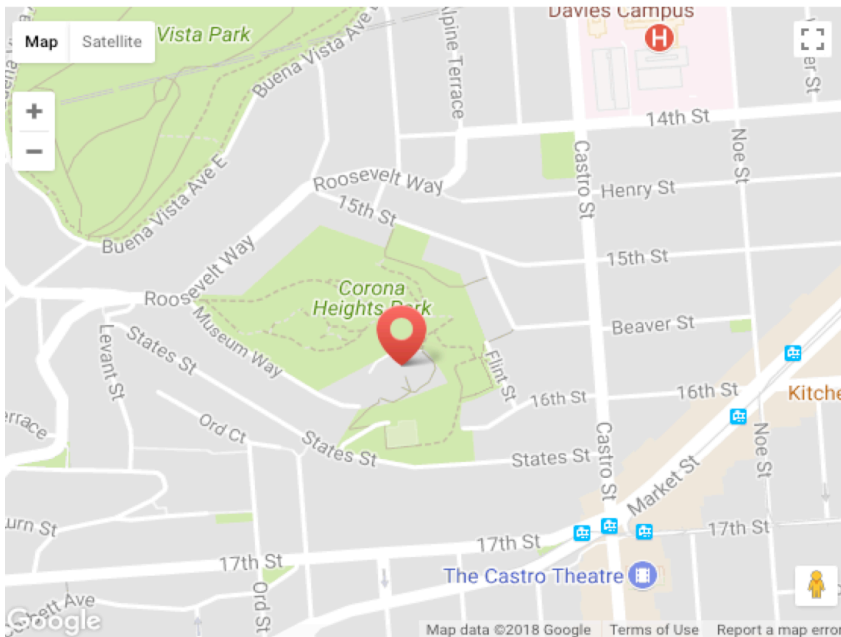 Map
Satellite
Vista Park
Buena Vista Ave E
Alpine Terrace
Davies Campus
H
14th St
Noe St
Castro St
Roosevelt Way
Henry St
15th St
Buena Vista Ave E
Roosevelt Way
15th St
Corona
Heights Park
Museum Way
Levant St
States St
Beaver St
Flint St
16th St
16th St
Kitche
Ord Ct
States St
States St
Castro St
Market St
Noe St
errace
urn St
17th St
17th St
17th St
The Castro Theatre
Ord St
Ord St
Google
Map data ©2018 Google
Terms of Use
Report a map error